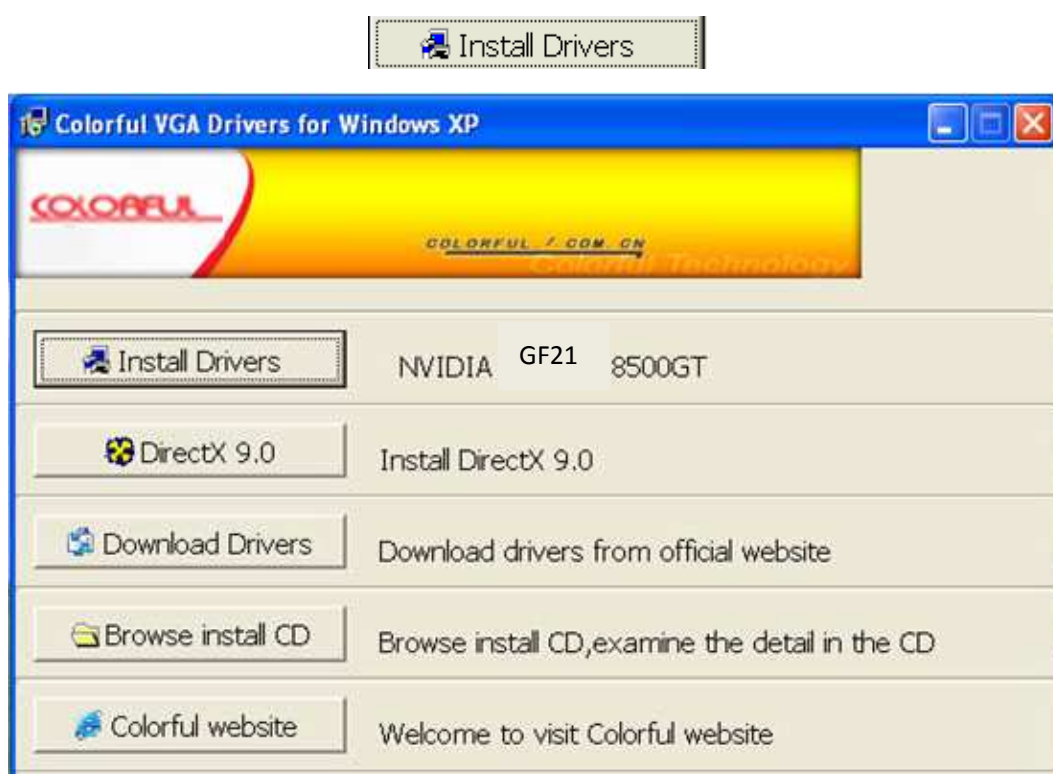 Install Drivers
Colorful VGA Drivers for Windows XP
COLORFUL
COLORFUL / COM. CN
Colorful Technology
Install Drivers NVIDIA GF21 8500GT
DirectX 9.0 Install DirectX 9.0
Download Drivers Download drivers from official website
Browse install CD Browse install CD,examine the detail in the CD
Colorful website Welcome to visit Colorful website